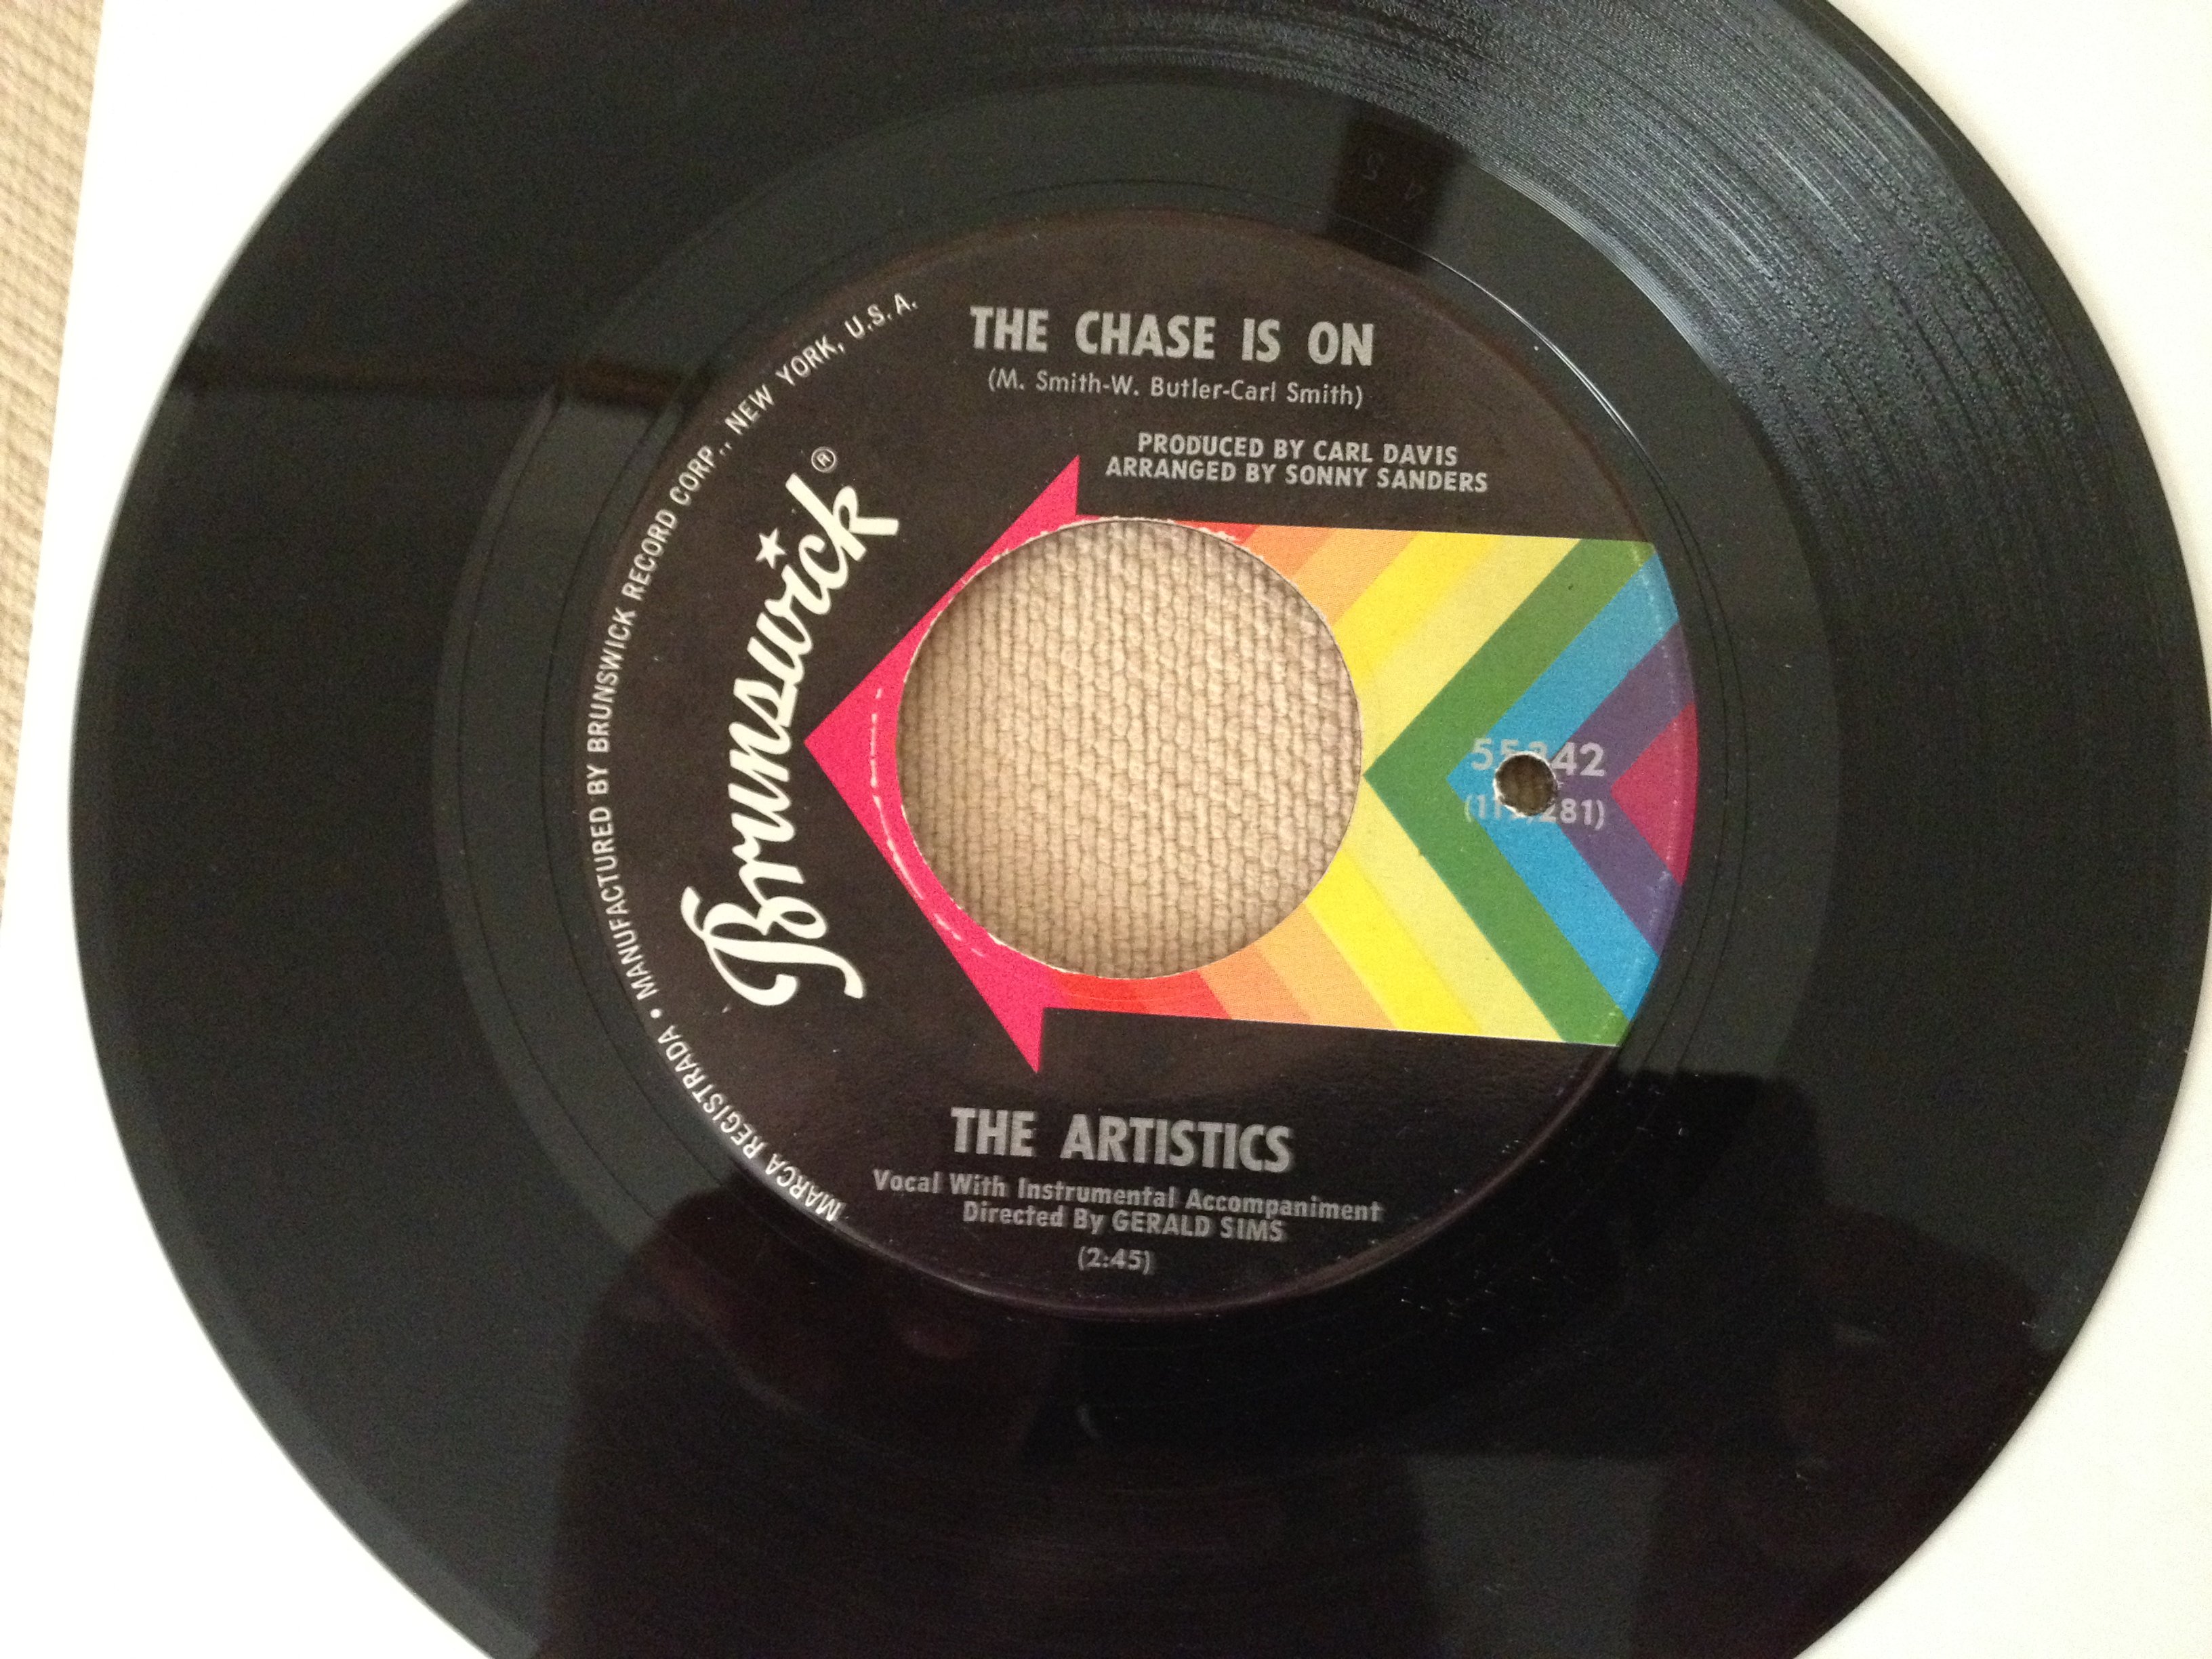 THE CHASE IS ON
(M. Smith-W. Butler-Carl Smith)
PRODUCED BY CARL DAVIS
ARRANGED BY SONNY SANDERS
Brunswick®
MARCA REGISTRADA • MANUFACTURED BY BRUNSWICK RECORD CORP., NEW YORK, U.S.A.
THE ARTISTICS
Vocal With Instrumental Accompaniment
Directed By GERALD SIMS
(2:45)